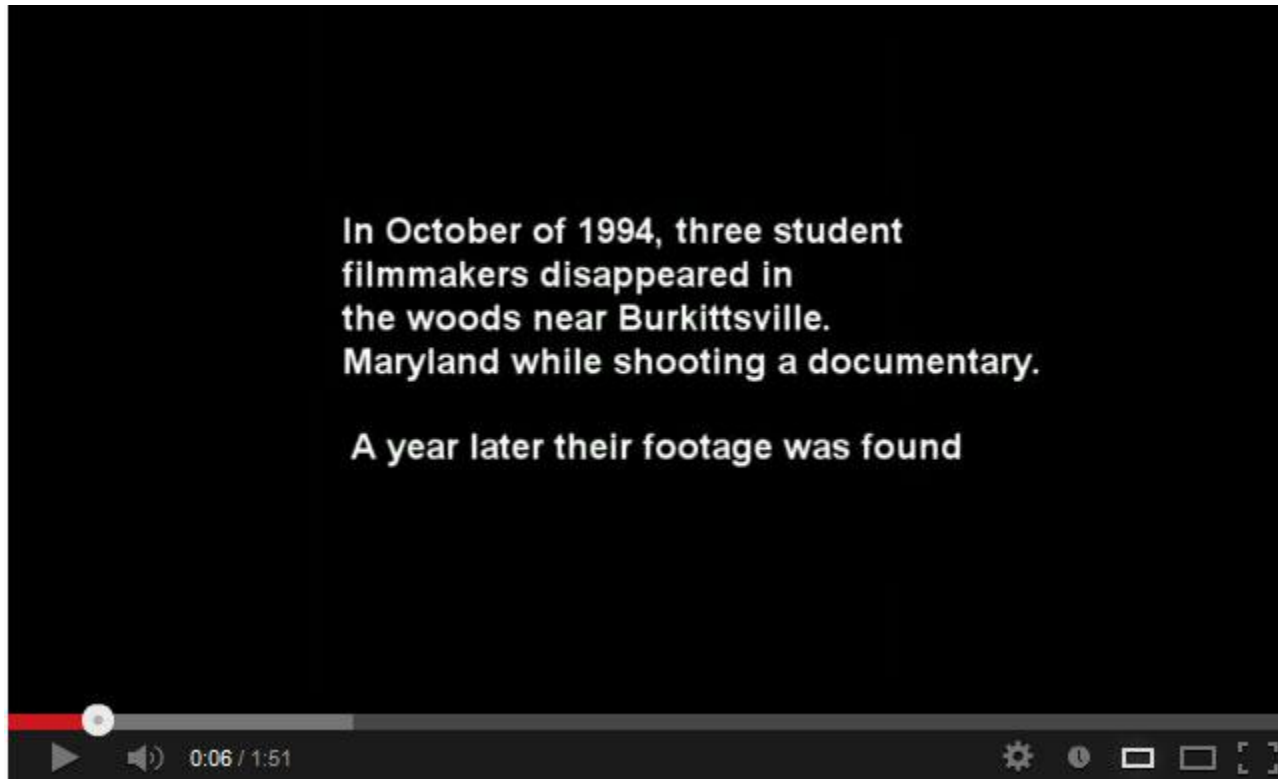 In October of 1994, three student
filmmakers disappeared in
the woods near Burkittsville.
Maryland while shooting a documentary.
A year later their footage was found
0:06 / 1:51